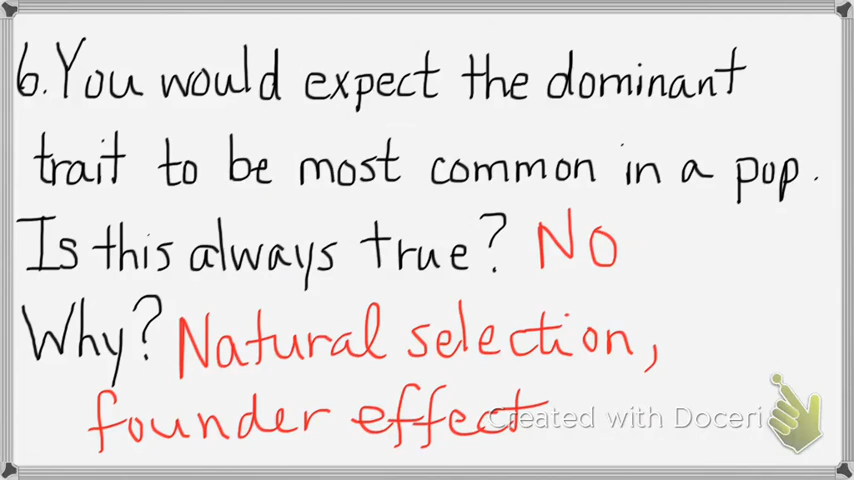 6. You would expect the dominant
trait to be most common in a pop.
Is this always true? NO
Why? Natural selection,
founder effect
Created with Doceri